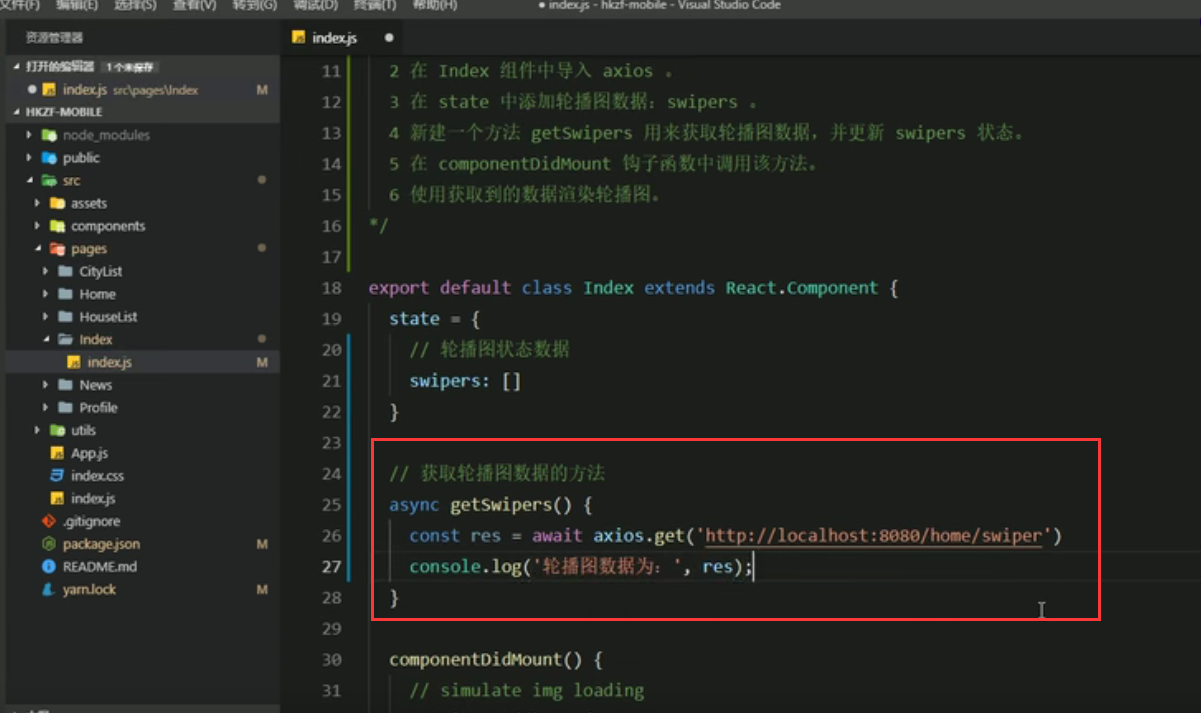 文件(F) 编辑(E) 选择(S) 查看(V) 转到(G) 调试(D) 终端(T) 帮助(H) ● index.js - hkzf-mobile - Visual Studio Code
资源管理器
打开的编辑器 1 个未保存
index.js src\pages\Index M
HKZF-MOBILE
node_modules
public
src
assets
components
pages
CityList
Home
HouseList
Index
index.js M
News
Profile
utils
App.js
index.css
index.js
.gitignore
package.json M
README.md
yarn.lock M
index.js
11 2 在 Index 组件中导入 axios 。
12 3 在 state 中添加轮播图数据：swipers 。
13 4 新建一个方法 getSwipers 用来获取轮播图数据，并更新 swipers 状态。
14 5 在 componentDidMount 钩子函数中调用该方法。
15 6 使用获取到的数据渲染轮播图。
16 */
17
18 export default class Index extends React.Component {
19 state = {
20 // 轮播图状态数据
21 swipers: []
22 }
23
24 // 获取轮播图数据的方法
25 async getSwipers() {
26 const res = await axios.get('http://localhost:8080/home/swiper')
27 console.log('轮播图数据为：', res);
28 }
29
30 componentDidMount() {
31 // simulate img loading